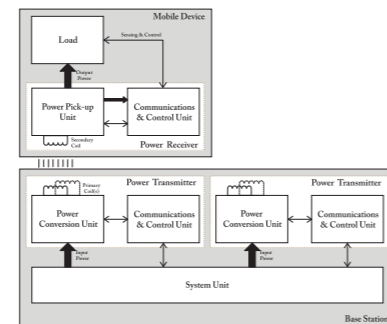 Mobile Device
Load
Sensing & Control
Output
Power
Power Pick-up
Unit
Communications
& Control Unit
Secondary
Coil
Power Receiver
Primary
Coil(s)
Power Transmitter
Power
Conversion Unit
Communications
& Control Unit
Input
Power
Power Transmitter
Power
Conversion Unit
Communications
& Control Unit
Input
Power
System Unit
Base Station